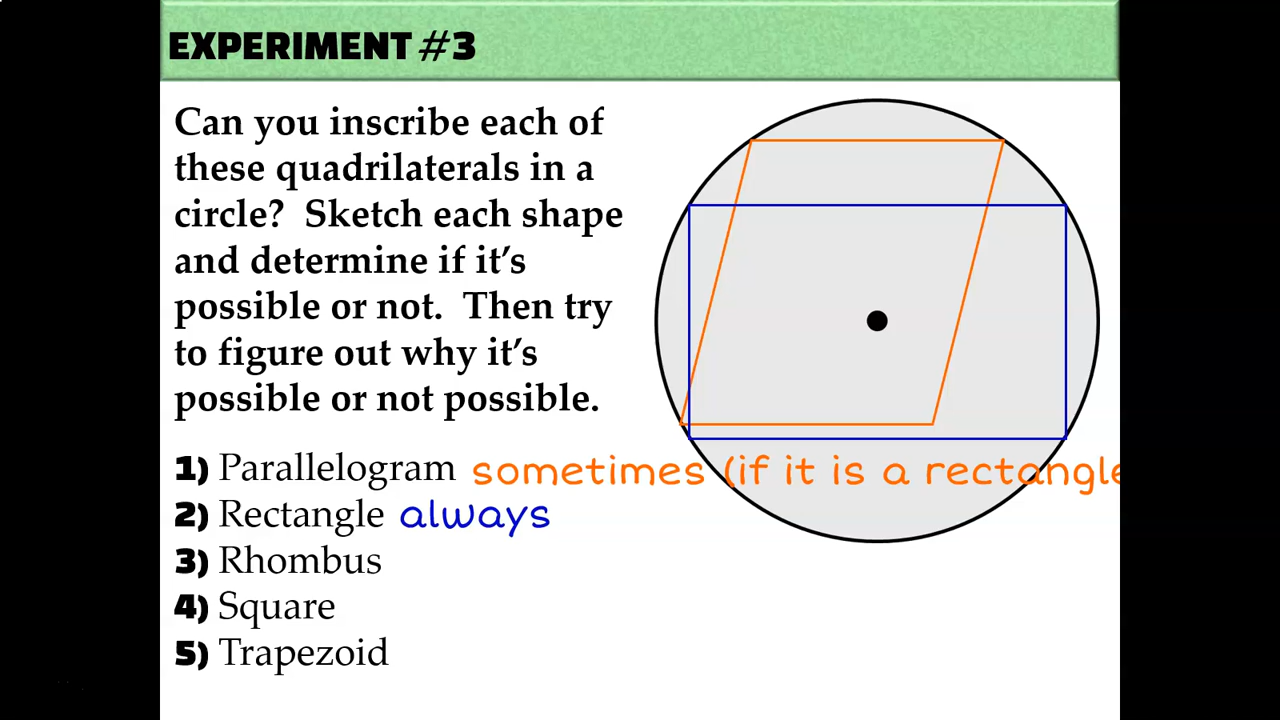 EXPERIMENT #3
Can you inscribe each of
these quadrilaterals in a
circle? Sketch each shape
and determine if it’s
possible or not. Then try
to figure out why it’s
possible or not possible.
1) Parallelogram sometimes (if it is a rectangle
2) Rectangle always
3) Rhombus
4) Square
5) Trapezoid